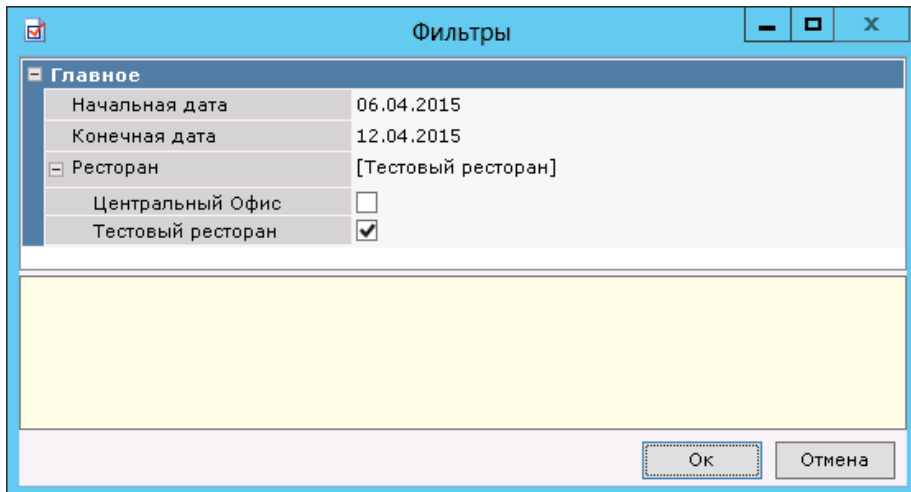 Фильтры
Главное
Начальная дата 06.04.2015
Конечная дата 12.04.2015
Ресторан [Тестовый ресторан]
Центральный Офис
Тестовый ресторан
Ок Отмена